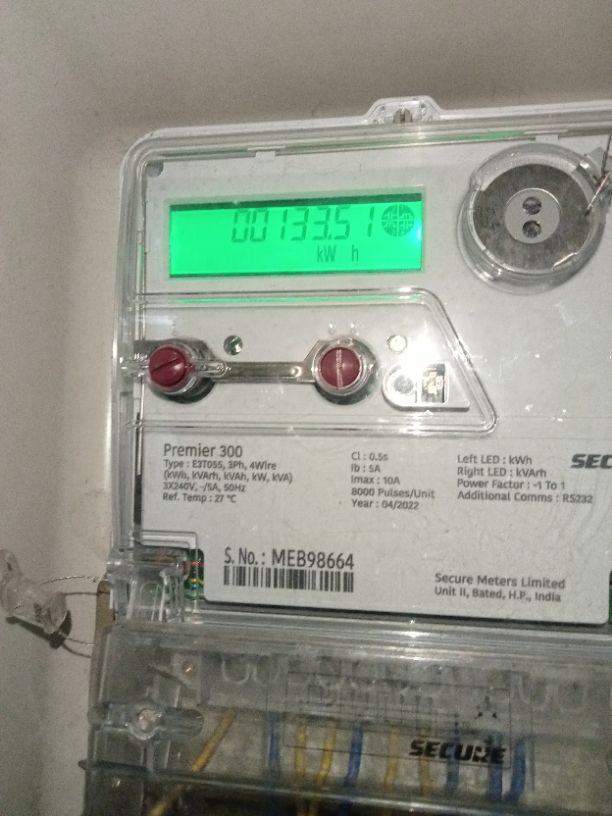 00133.51
kW h
Premier 300
Type : E3T055, 3Ph, 4Wire
(kWh, kVArh, kVAh, kW, kVA)
3X240V, -/5A, 50Hz
Ref. Temp : 27 °C
Cl : 0.5s
Ib : 5A
Imax : 10A
8000 Pulses/Unit
Year : 04/2022
Left LED : kWh
Right LED : kVArh
Power Factor : -1 To 1
Additional Comms : RS232
SEC
S. No. : MEB98664
Secure Meters Limited
Unit II, Bated, H.P., India
SECURE